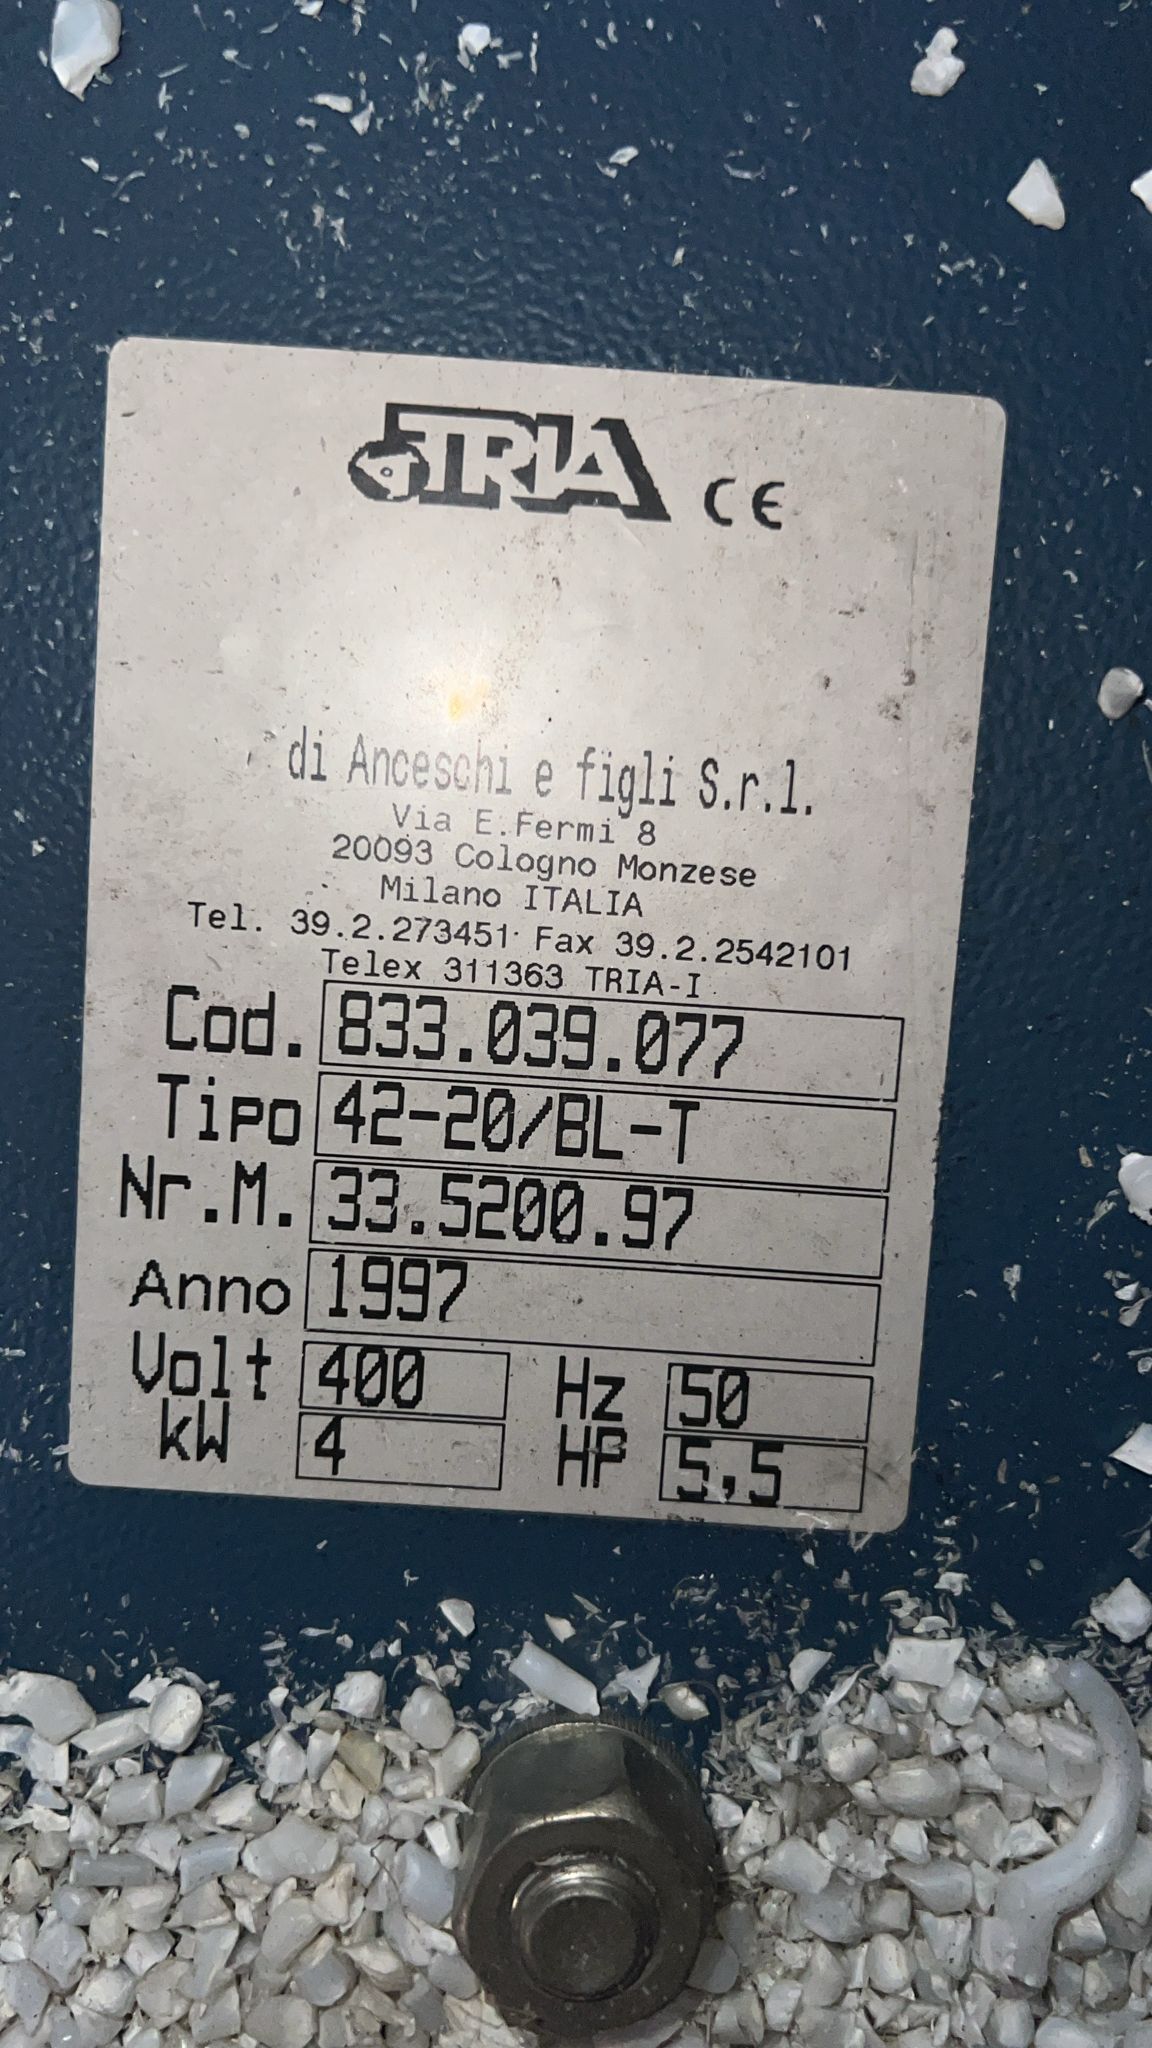 TRIA CE
di Anceschi e figli S.r.l.
Via E.Fermi 8
20093 Cologno Monzese
Milano ITALIA
Tel. 39.2.273451 Fax 39.2.2542101
Telex 311363 TRIA-I
Cod. 833.039.077
Tipo 42-20/BL-T
Nr.M. 33.5200.97
Anno 1997
Volt 400 Hz 50
kW 4 HP 5,5